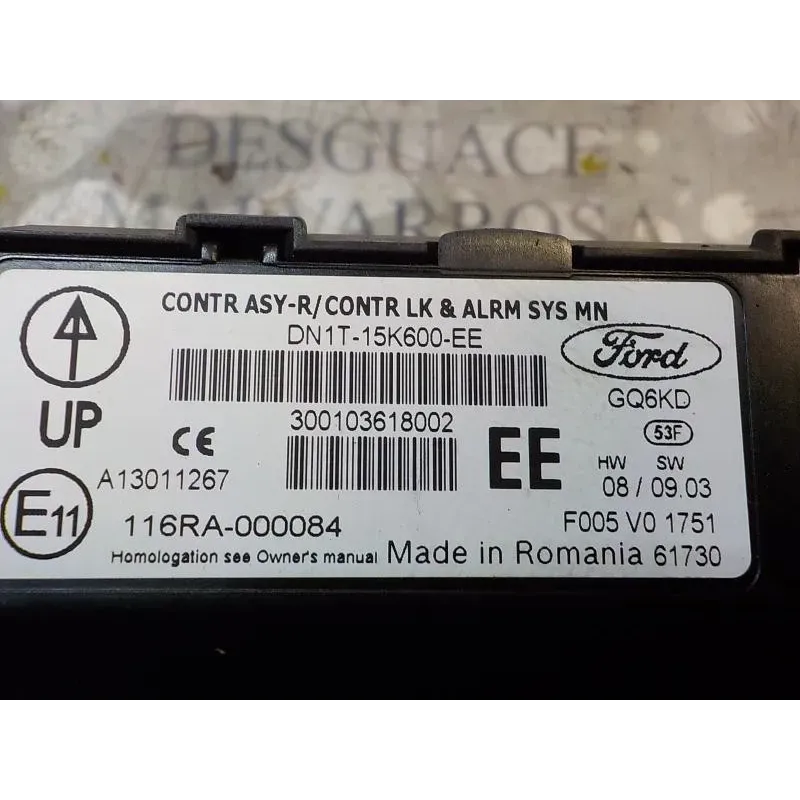 DESGUACE
MALVARROSA
CONTR ASY-R/CONTR LK & ALRM SYS MN
DN1T-15K600-EE
Ford
UP
GQ6KD
300103618002
53F
CE
EE
HW SW
A13011267
08 / 09.03
E11
116RA-000084
F005 V0 1751
Homologation see Owner's manual Made in Romania 61730